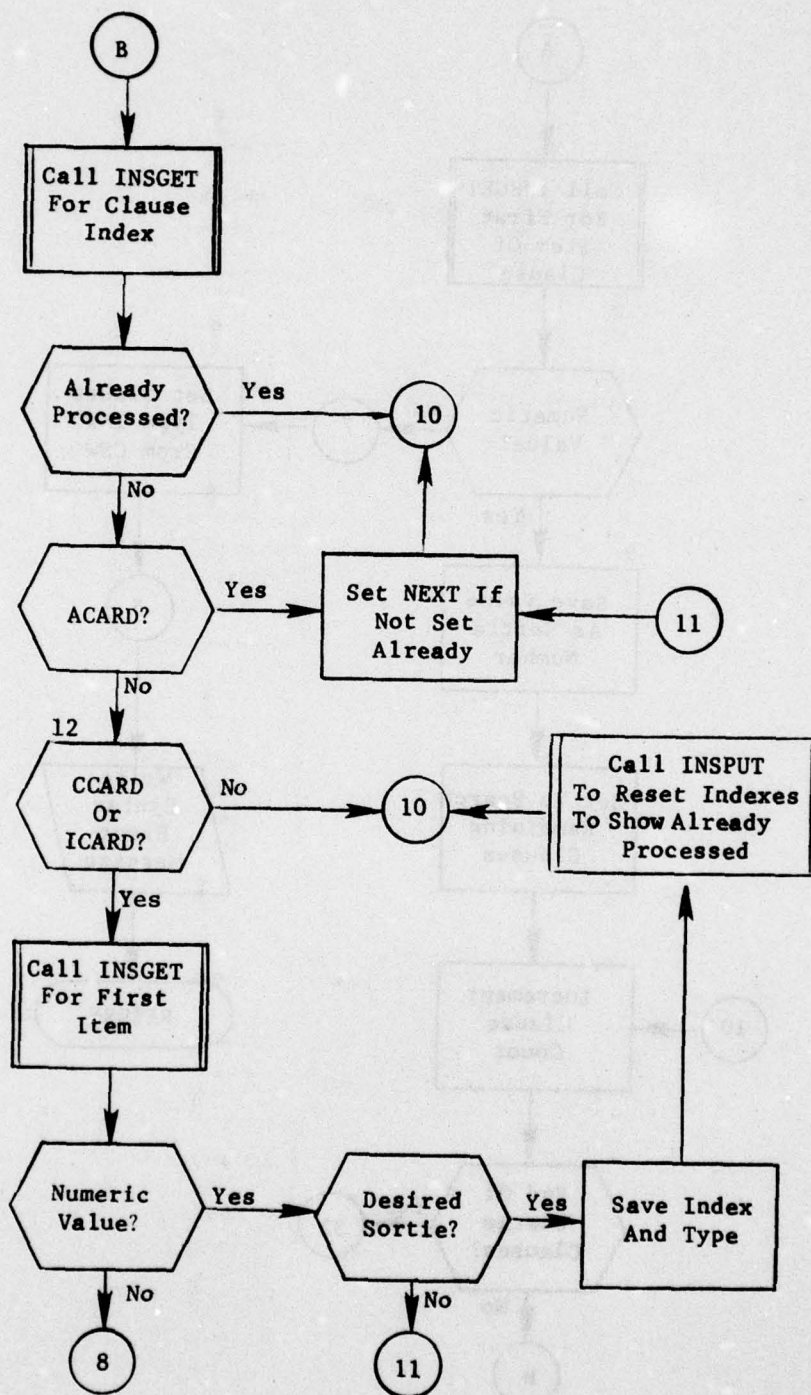 B
Call INSGET
For Clause
Index
Already
Processed?
Yes
10
No
ACARD?
Yes
Set NEXT If
Not Set
Already
11
No
12
CCARD
Or
ICARD?
No
10
Call INSPUT
To Reset Indexes
To Show Already
Processed
Yes
Call INSGET
For First
Item
Numeric
Value?
Yes
Desired
Sortie?
Yes
Save Index
And Type
No
8
No
11